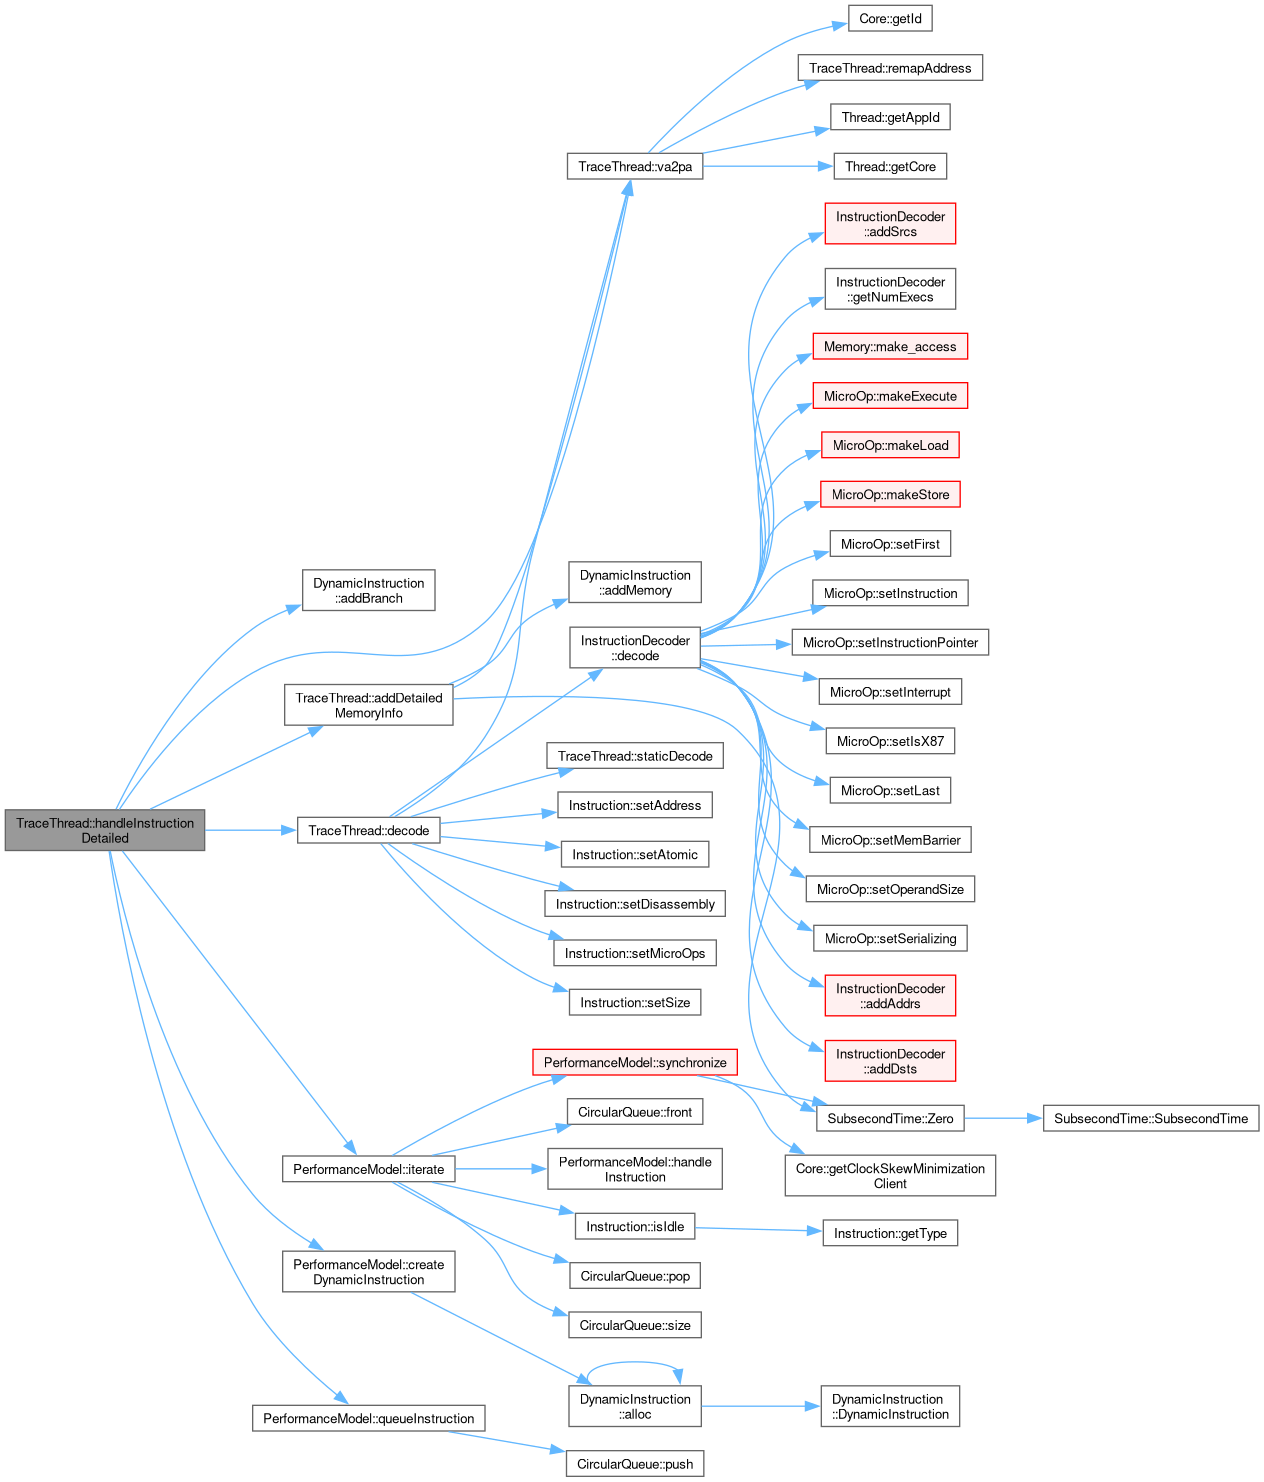 Core::getId
TraceThread::remapAddress
Thread::getAppId
TraceThread::va2pa
Thread::getCore
InstructionDecoder
::addSrcs
InstructionDecoder
::getNumExecs
Memory::make_access
MicroOp::makeExecute
MicroOp::makeLoad
MicroOp::makeStore
MicroOp::setFirst
DynamicInstruction
::addBranch
DynamicInstruction
::addMemory
MicroOp::setInstruction
InstructionDecoder
::decode
MicroOp::setInstructionPointer
TraceThread::addDetailed
MemoryInfo
MicroOp::setInterrupt
MicroOp::setIsX87
TraceThread::staticDecode
MicroOp::setLast
Instruction::setAddress
TraceThread::handleInstruction
Detailed
TraceThread::decode
MicroOp::setMemBarrier
Instruction::setAtomic
MicroOp::setOperandSize
Instruction::setDisassembly
MicroOp::setSerializing
Instruction::setMicroOps
InstructionDecoder
::addAddrs
Instruction::setSize
PerformanceModel::synchronize
InstructionDecoder
::addDsts
CircularQueue::front
SubsecondTime::Zero
SubsecondTime::SubsecondTime
PerformanceModel::iterate
PerformanceModel::handle
Instruction
Core::getClockSkewMinimization
Client
Instruction::isIdle
Instruction::getType
PerformanceModel::create
DynamicInstruction
CircularQueue::pop
CircularQueue::size
DynamicInstruction
::alloc
DynamicInstruction
::DynamicInstruction
PerformanceModel::queueInstruction
CircularQueue::push